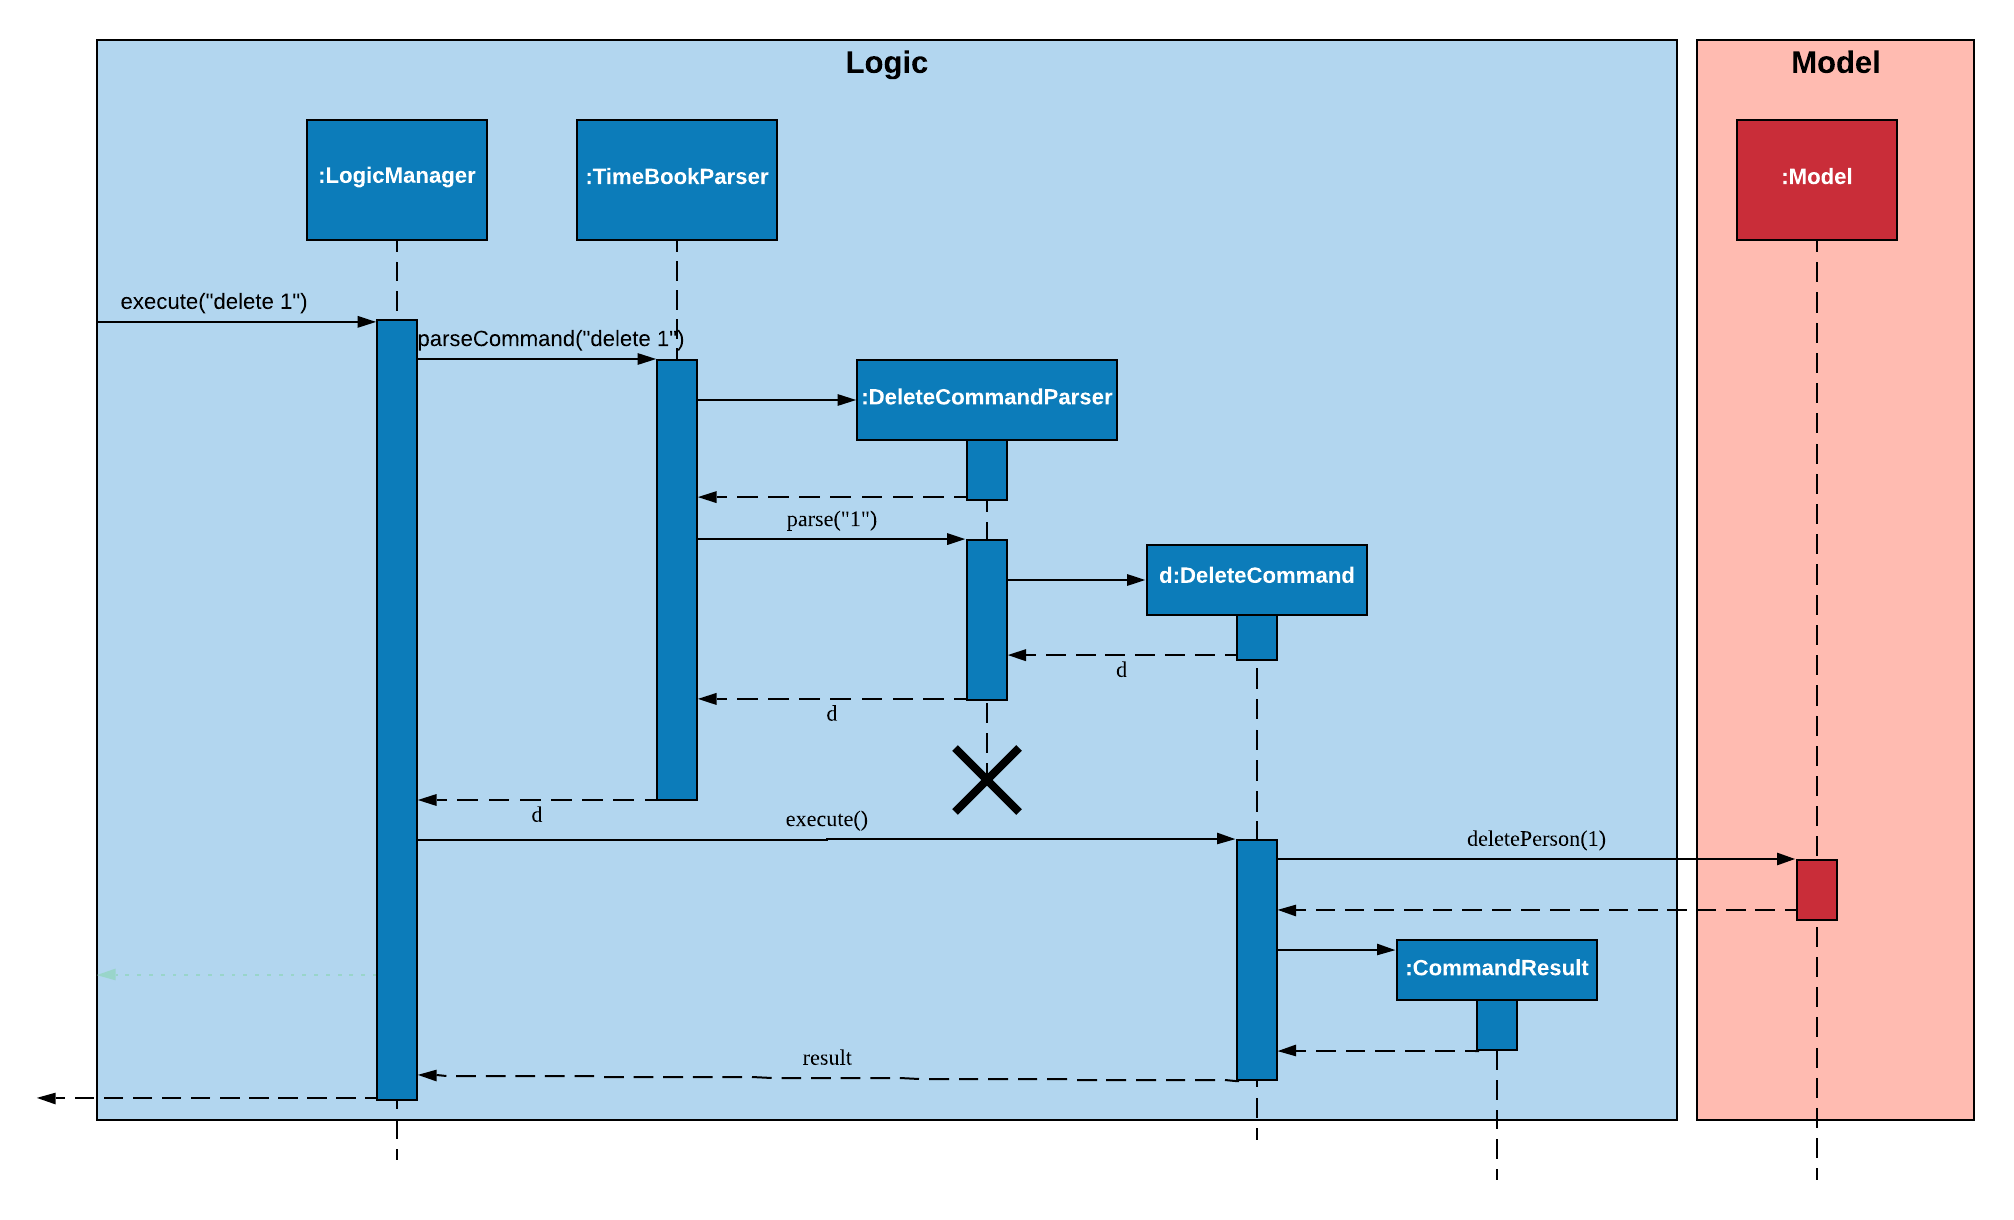 Logic
Model
:LogicManager
:TimeBookParser
:Model
execute("delete 1")
parseCommand("delete 1")
:DeleteCommandParser
parse("1")
d:DeleteCommand
d
d
d
execute()
deletePerson(1)
:CommandResult
result